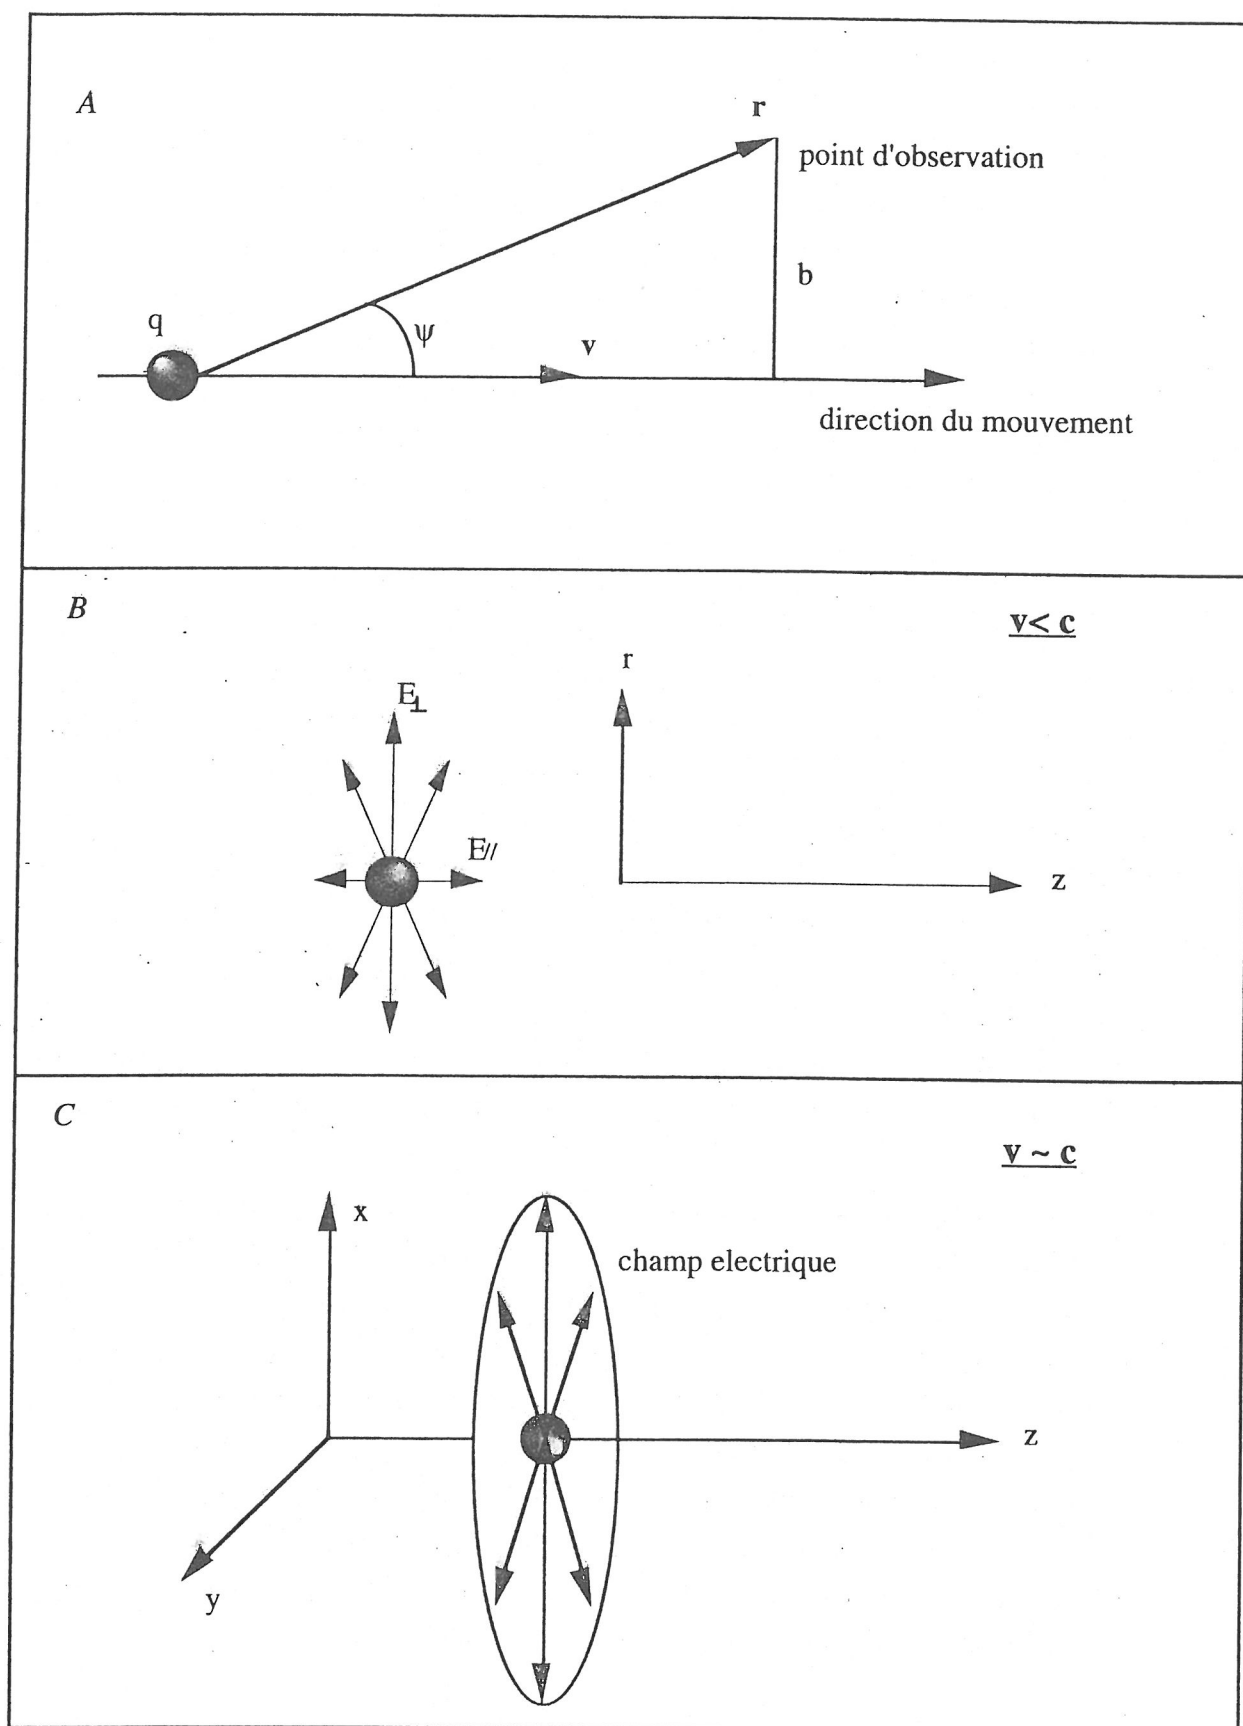 A
r
point d'observation
b
q
ψ
v
direction du mouvement
B
v< c
r
E⊥
E//
z
C
v ~ c
x
champ electrique
z
y